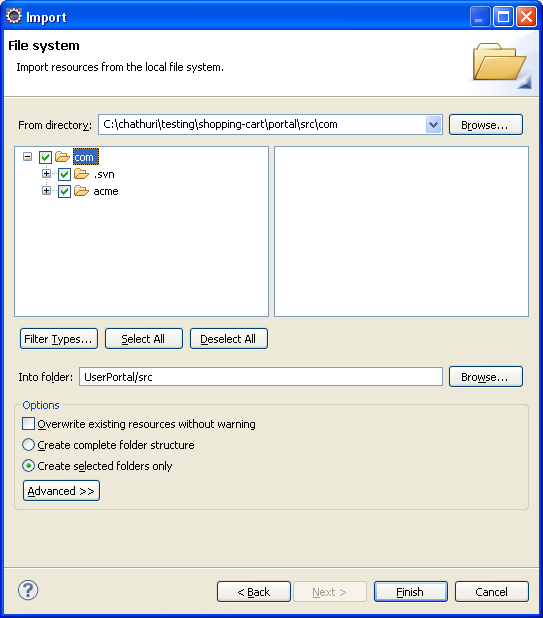 Import
File system
Import resources from the local file system.
From directory: C:\chathuri\testing\shopping-cart\portal\src\com Browse...
com
.svn
acme
Filter Types... Select All Deselect All
Into folder: UserPortal/src Browse...
Options
Overwrite existing resources without warning
Create complete folder structure
Create selected folders only
Advanced >>
? < Back Next > Finish Cancel